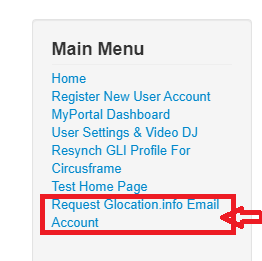 Main Menu
Home
Register New User Account
MyPortal Dashboard
User Settings & Video DJ
Resynch GLI Profile For
Circusframe
Test Home Page
Request Glocation.info Email
Account